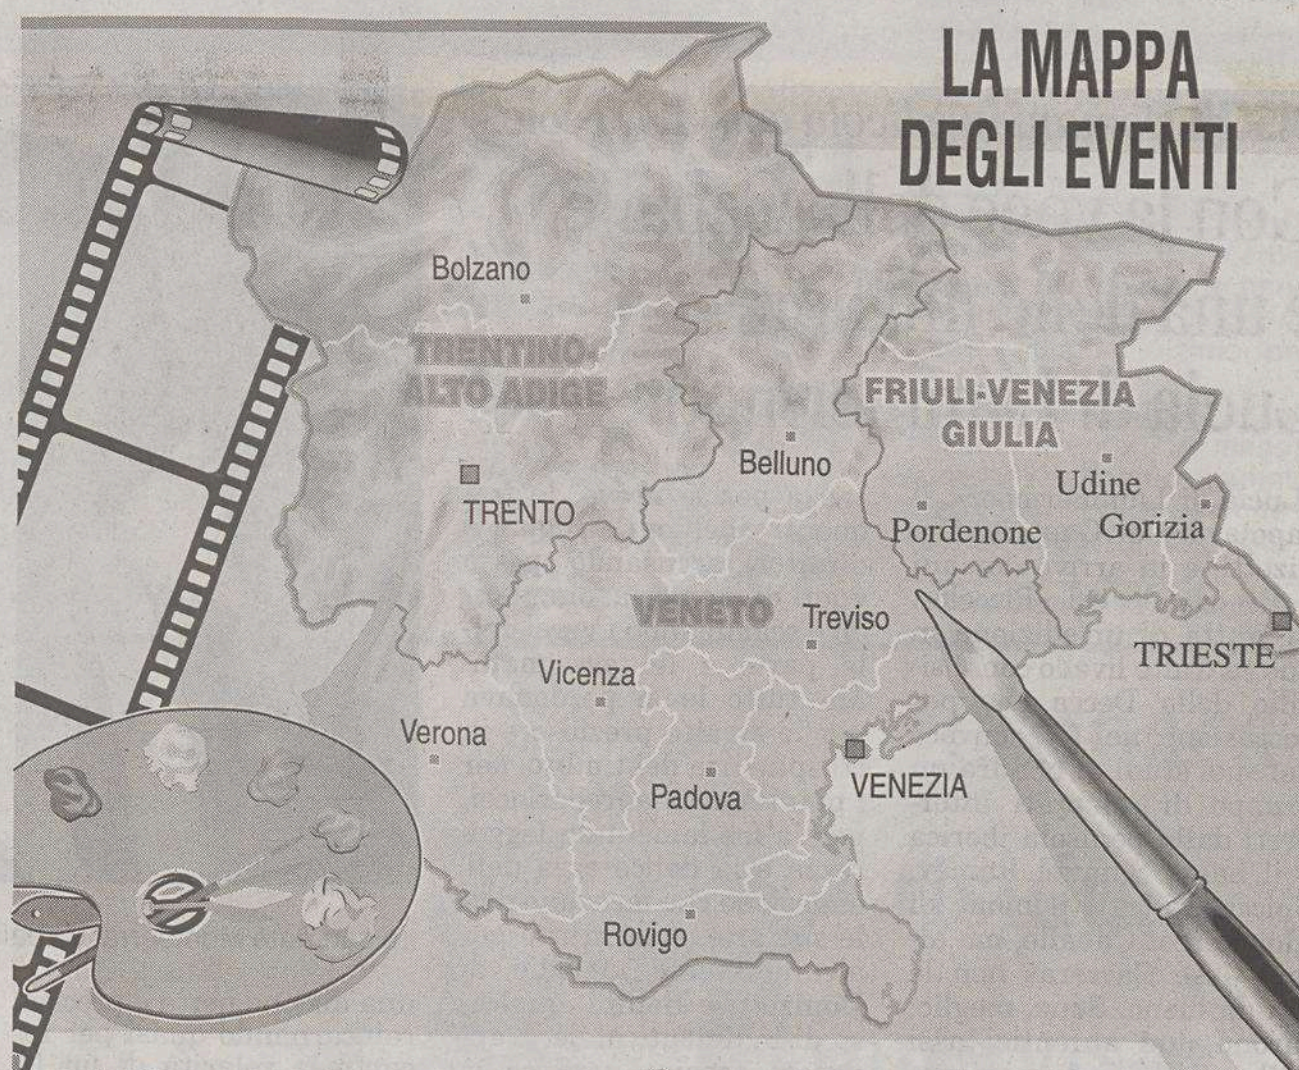 LA MAPPA
DEGLI EVENTI
Bolzano
TRENTINO-
ALTO ADIGE
FRIULI-VENEZIA
GIULIA
Belluno
Udine
TRENTO
Pordenone
Gorizia
VENETO
Treviso
TRIESTE
Vicenza
Verona
VENEZIA
Padova
Rovigo